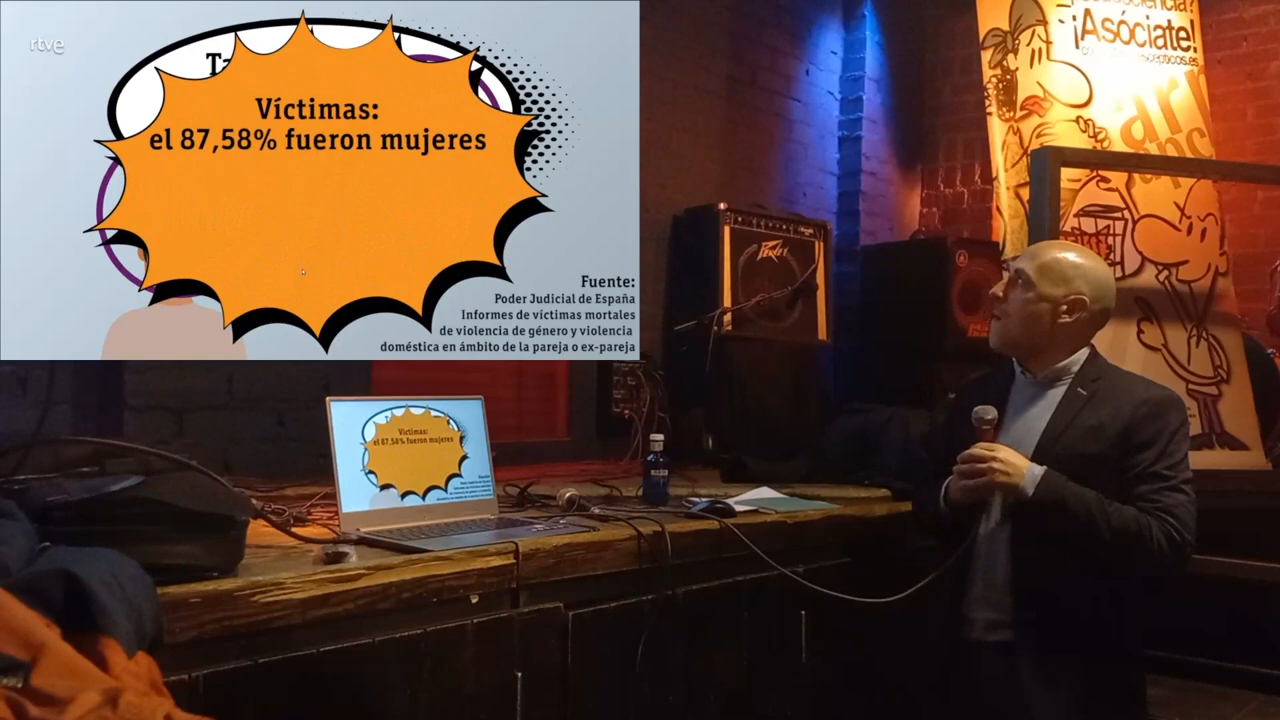 rtve
T-
Víctimas:
el 87,58% fueron mujeres
Fuente:
Poder Judicial de España
Informes de víctimas mortales
de violencia de género y violencia
doméstica en ámbito de la pareja o ex-pareja
¡Asóciate!
PEAVEY
Víctimas:
el 87,58% fueron mujeres